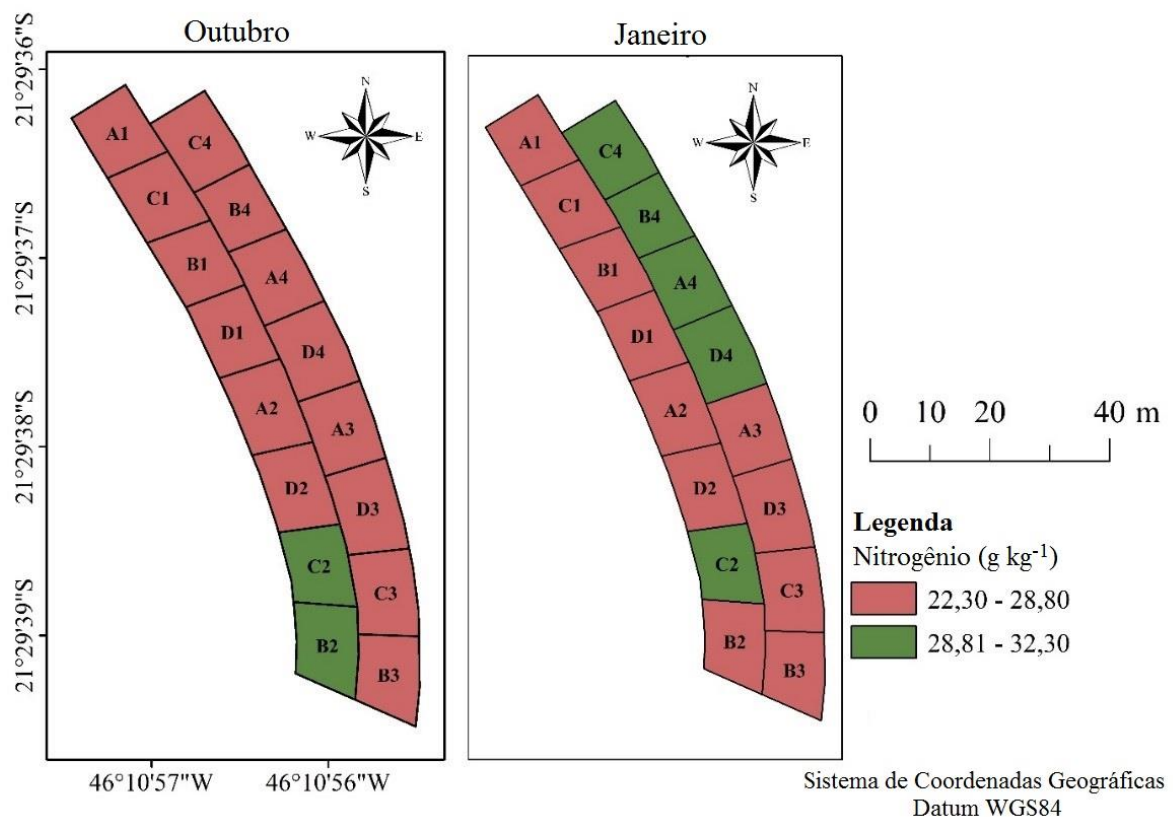 Outubro
Janeiro
21°29'36"S
21°29'37"S
21°29'38"S
21°29'39"S
46°10'57"W
46°10'56"W
N
W
E
S
A1
C4
C1
B4
B1
A4
D1
D4
A2
A3
D2
D3
C2
C3
B2
B3
N
W
E
S
A1
C4
C1
B4
B1
A4
D1
D4
A2
A3
D2
D3
C2
C3
B2
B3
0 10 20 40 m
Legenda
Nitrogênio (g kg-1)
22,30 - 28,80
28,81 - 32,30
Sistema de Coordenadas Geográficas
Datum WGS84